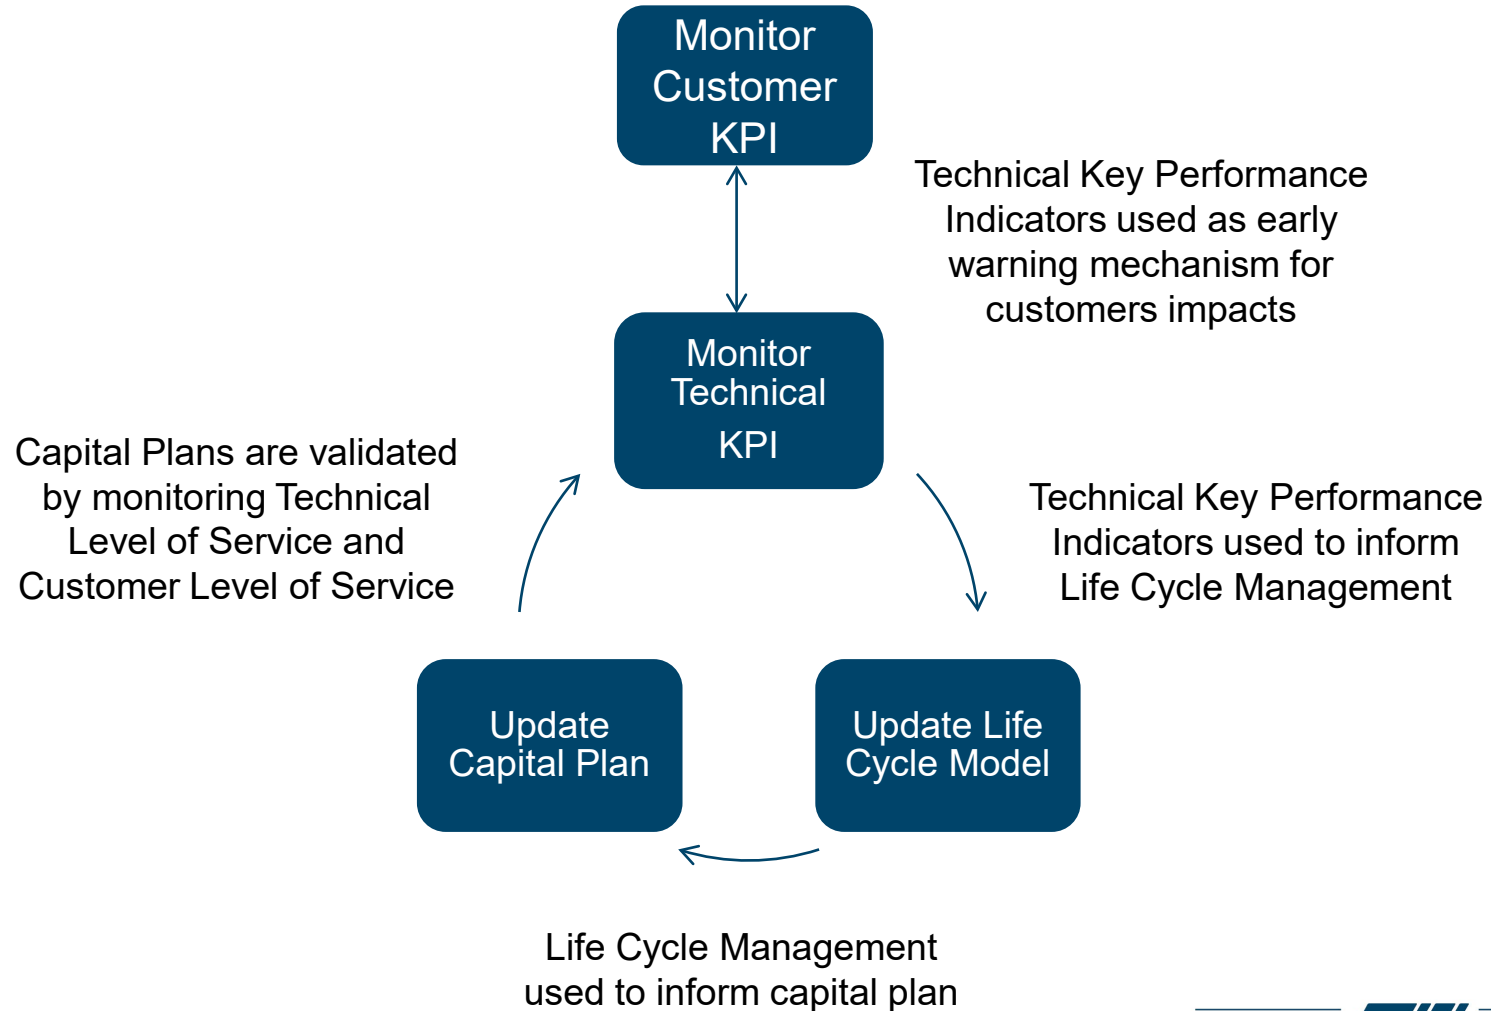 Monitor
Customer
KPI
Technical Key Performance
Indicators used as early
warning mechanism for
customers impacts
Monitor
Technical
KPI
Capital Plans are validated
by monitoring Technical
Level of Service and
Customer Level of Service
Technical Key Performance
Indicators used to inform
Life Cycle Management
Update
Capital Plan
Update Life
Cycle Model
Life Cycle Management
used to inform capital plan